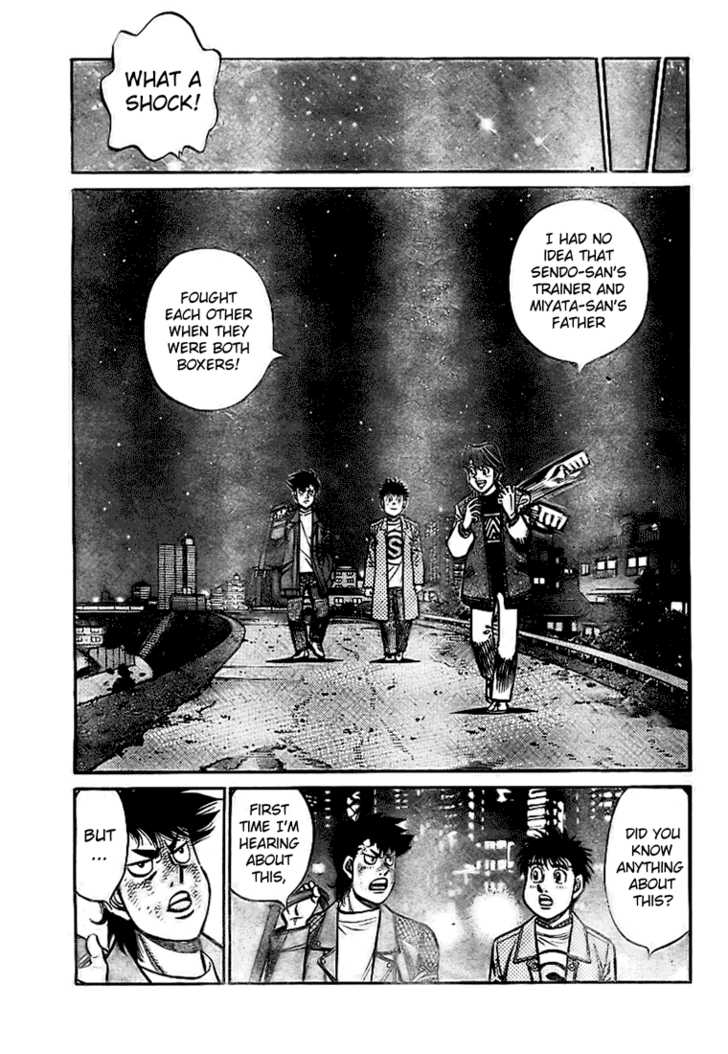 WHAT A
SHOCK!
I HAD NO
IDEA THAT
SENDO-SAN'S
TRAINER AND
MIYATA-SAN'S
FATHER
FOUGHT
EACH OTHER
WHEN THEY
WERE BOTH
BOXERS!
S
DID YOU
KNOW
ANYTHING
ABOUT
THIS?
FIRST
TIME I'M
HEARING
ABOUT
THIS,
S
BUT
...